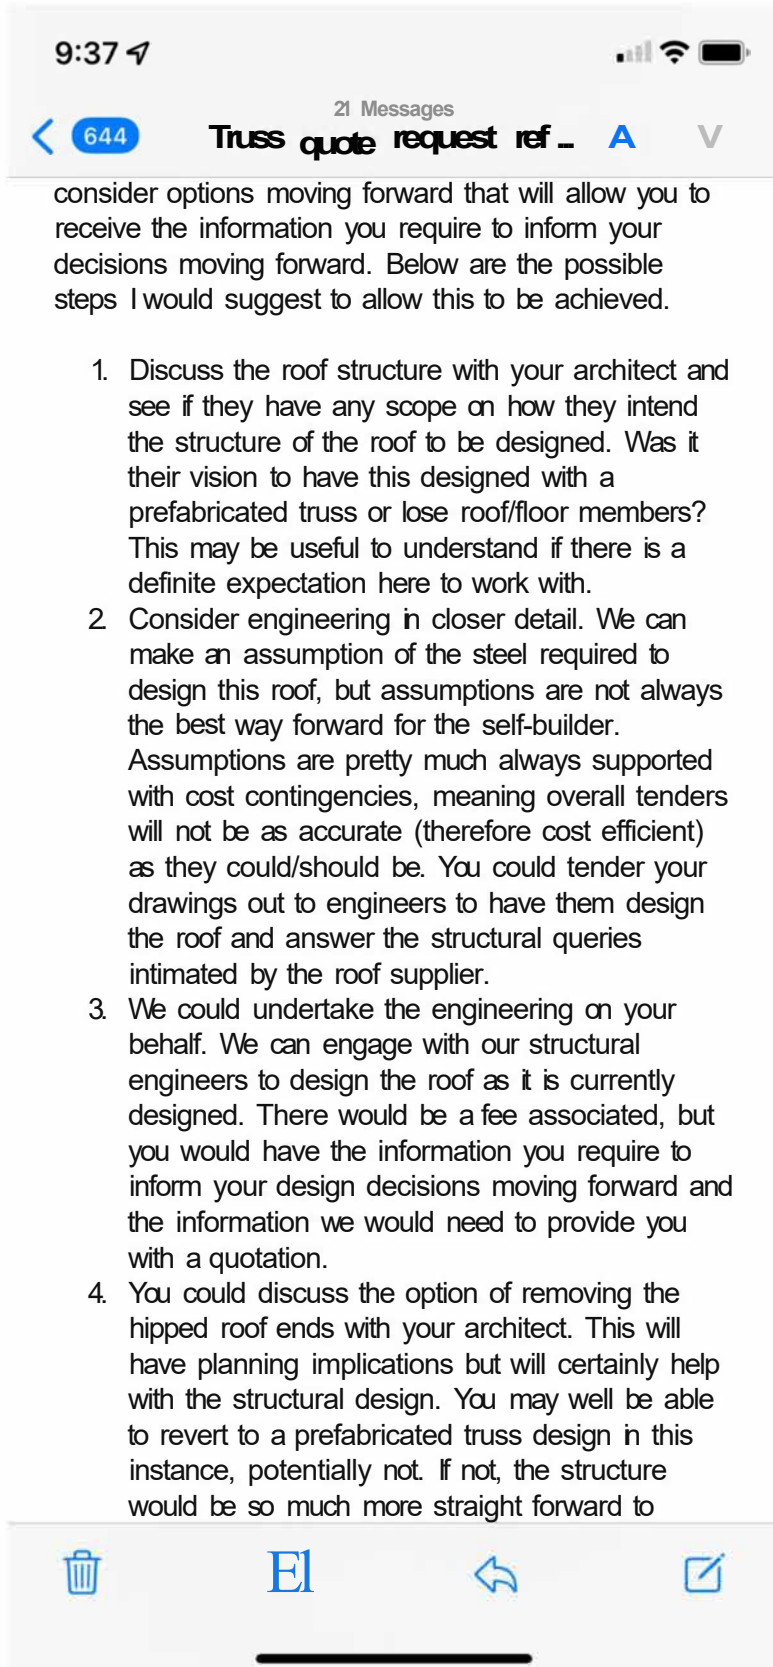 9:37
21 Messages
644
Truss quote request ref ...
A V
consider options moving forward that will allow you to
receive the information you require to inform your
decisions moving forward. Below are the possible
steps I would suggest to allow this to be achieved.
1. Discuss the roof structure with your architect and
see if they have any scope on how they intend
the structure of the roof to be designed. Was it
their vision to have this designed with a
prefabricated truss or lose roof/floor members?
This may be useful to understand if there is a
definite expectation here to work with.
2. Consider engineering in closer detail. We can
make an assumption of the steel required to
design this roof, but assumptions are not always
the best way forward for the self-builder.
Assumptions are pretty much always supported
with cost contingencies, meaning overall tenders
will not be as accurate (therefore cost efficient)
as they could/should be. You could tender your
drawings out to engineers to have them design
the roof and answer the structural queries
intimated by the roof supplier.
3. We could undertake the engineering on your
behalf. We can engage with our structural
engineers to design the roof as it is currently
designed. There would be a fee associated, but
you would have the information you require to
inform your design decisions moving forward and
the information we would need to provide you
with a quotation.
4. You could discuss the option of removing the
hipped roof ends with your architect. This will
have planning implications but will certainly help
with the structural design. You may well be able
to revert to a prefabricated truss design in this
instance, potentially not. If not, the structure
would be so much more straight forward to
El